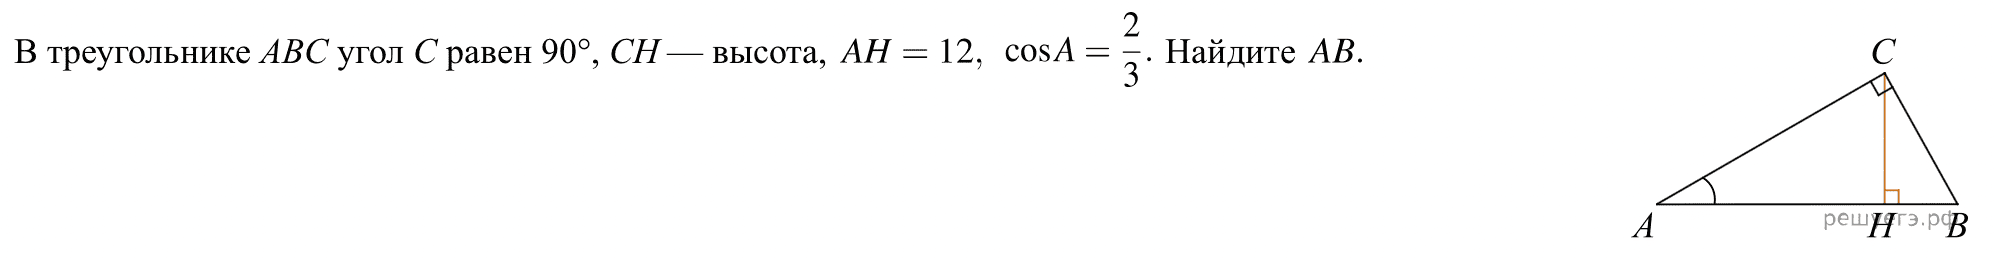 В треугольнике ABC угол C равен 90°, CH — высота, AH = 12, cosA = 2/3. Найдите AB.
C
A
H
B
решуегэ.рф